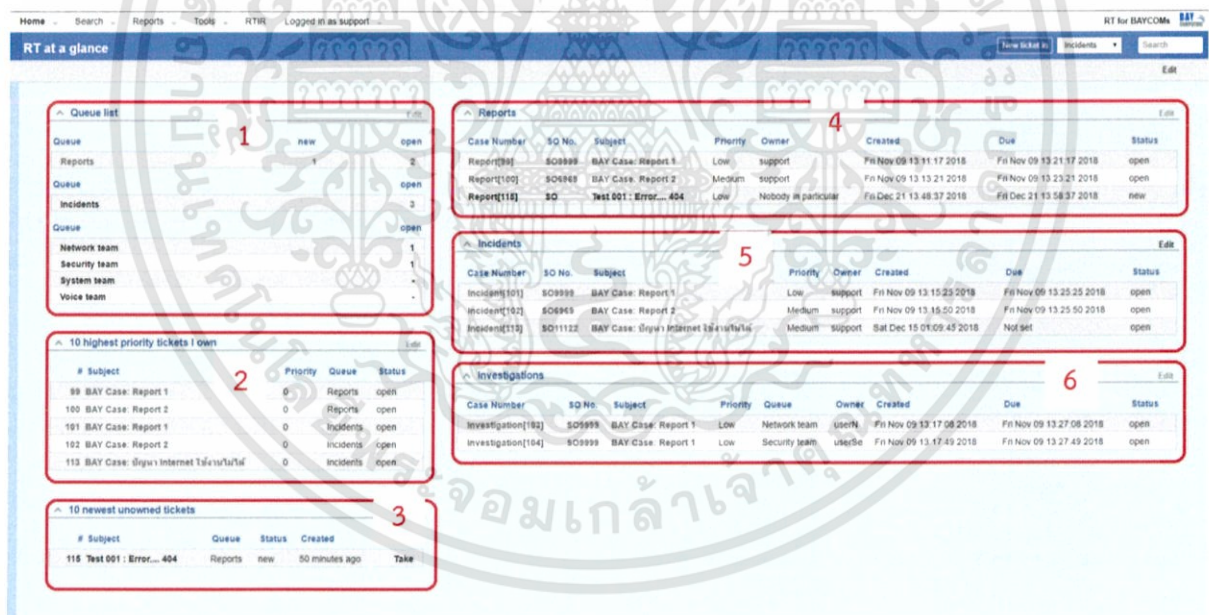 Home Search Reports Tools RTIR Logged in as support RT for BAYCOMs BAY
RT at a glance New ticket in Incidents Search
Edit
Queue list Edit
1
Queue new open
Reports 1 2
Queue open
Incidents 3
Queue open
Network team 1
Security team 1
System team -
Voice team -
10 highest priority tickets I own Edit
2
# Subject Priority Queue Status
99 BAY Case: Report 1 0 Reports open
100 BAY Case: Report 2 0 Reports open
101 BAY Case: Report 1 0 Incidents open
102 BAY Case: Report 2 0 Incidents open
113 BAY Case: ปัญหา Internet ใช้งานไม่ได้ 0 Incidents open
10 newest unowned tickets
3
# Subject Queue Status Created
115 Test 001 : Error.... 404 Reports new 50 minutes ago Take
Reports Edit
4
Case Number SO No. Subject Priority Owner Created Due Status
Report[99] SO9999 BAY Case: Report 1 Low support Fri Nov 09 13:11:17 2018 Fri Nov 09 13:21:17 2018 open
Report[100] SO6969 BAY Case: Report 2 Medium support Fri Nov 09 13:13:21 2018 Fri Nov 09 13:23:21 2018 open
Report[115] SO Test 001 : Error.... 404 Low Nobody in particular Fri Dec 21 13:48:37 2018 Fri Dec 21 13:58:37 2018 new
Incidents Edit
5
Case Number SO No. Subject Priority Owner Created Due Status
Incident[101] SO9999 BAY Case: Report 1 Low support Fri Nov 09 13:15:25 2018 Fri Nov 09 13:25:25 2018 open
Incident[102] SO6969 BAY Case: Report 2 Medium support Fri Nov 09 13:15:50 2018 Fri Nov 09 13:25:50 2018 open
Incident[113] SO11122 BAY Case: ปัญหา Internet ใช้งานไม่ได้ Medium support Sat Dec 15 01:09:45 2018 Not set open
Investigations Edit
6
Case Number SO No. Subject Priority Queue Owner Created Due Status
Investigation[103] SO9999 BAY Case: Report 1 Low Network team userN Fri Nov 09 13:17:08 2018 Fri Nov 09 13:27:08 2018 open
Investigation[104] SO9999 BAY Case: Report 1 Low Security team userSe Fri Nov 09 13:17:49 2018 Fri Nov 09 13:27:49 2018 open